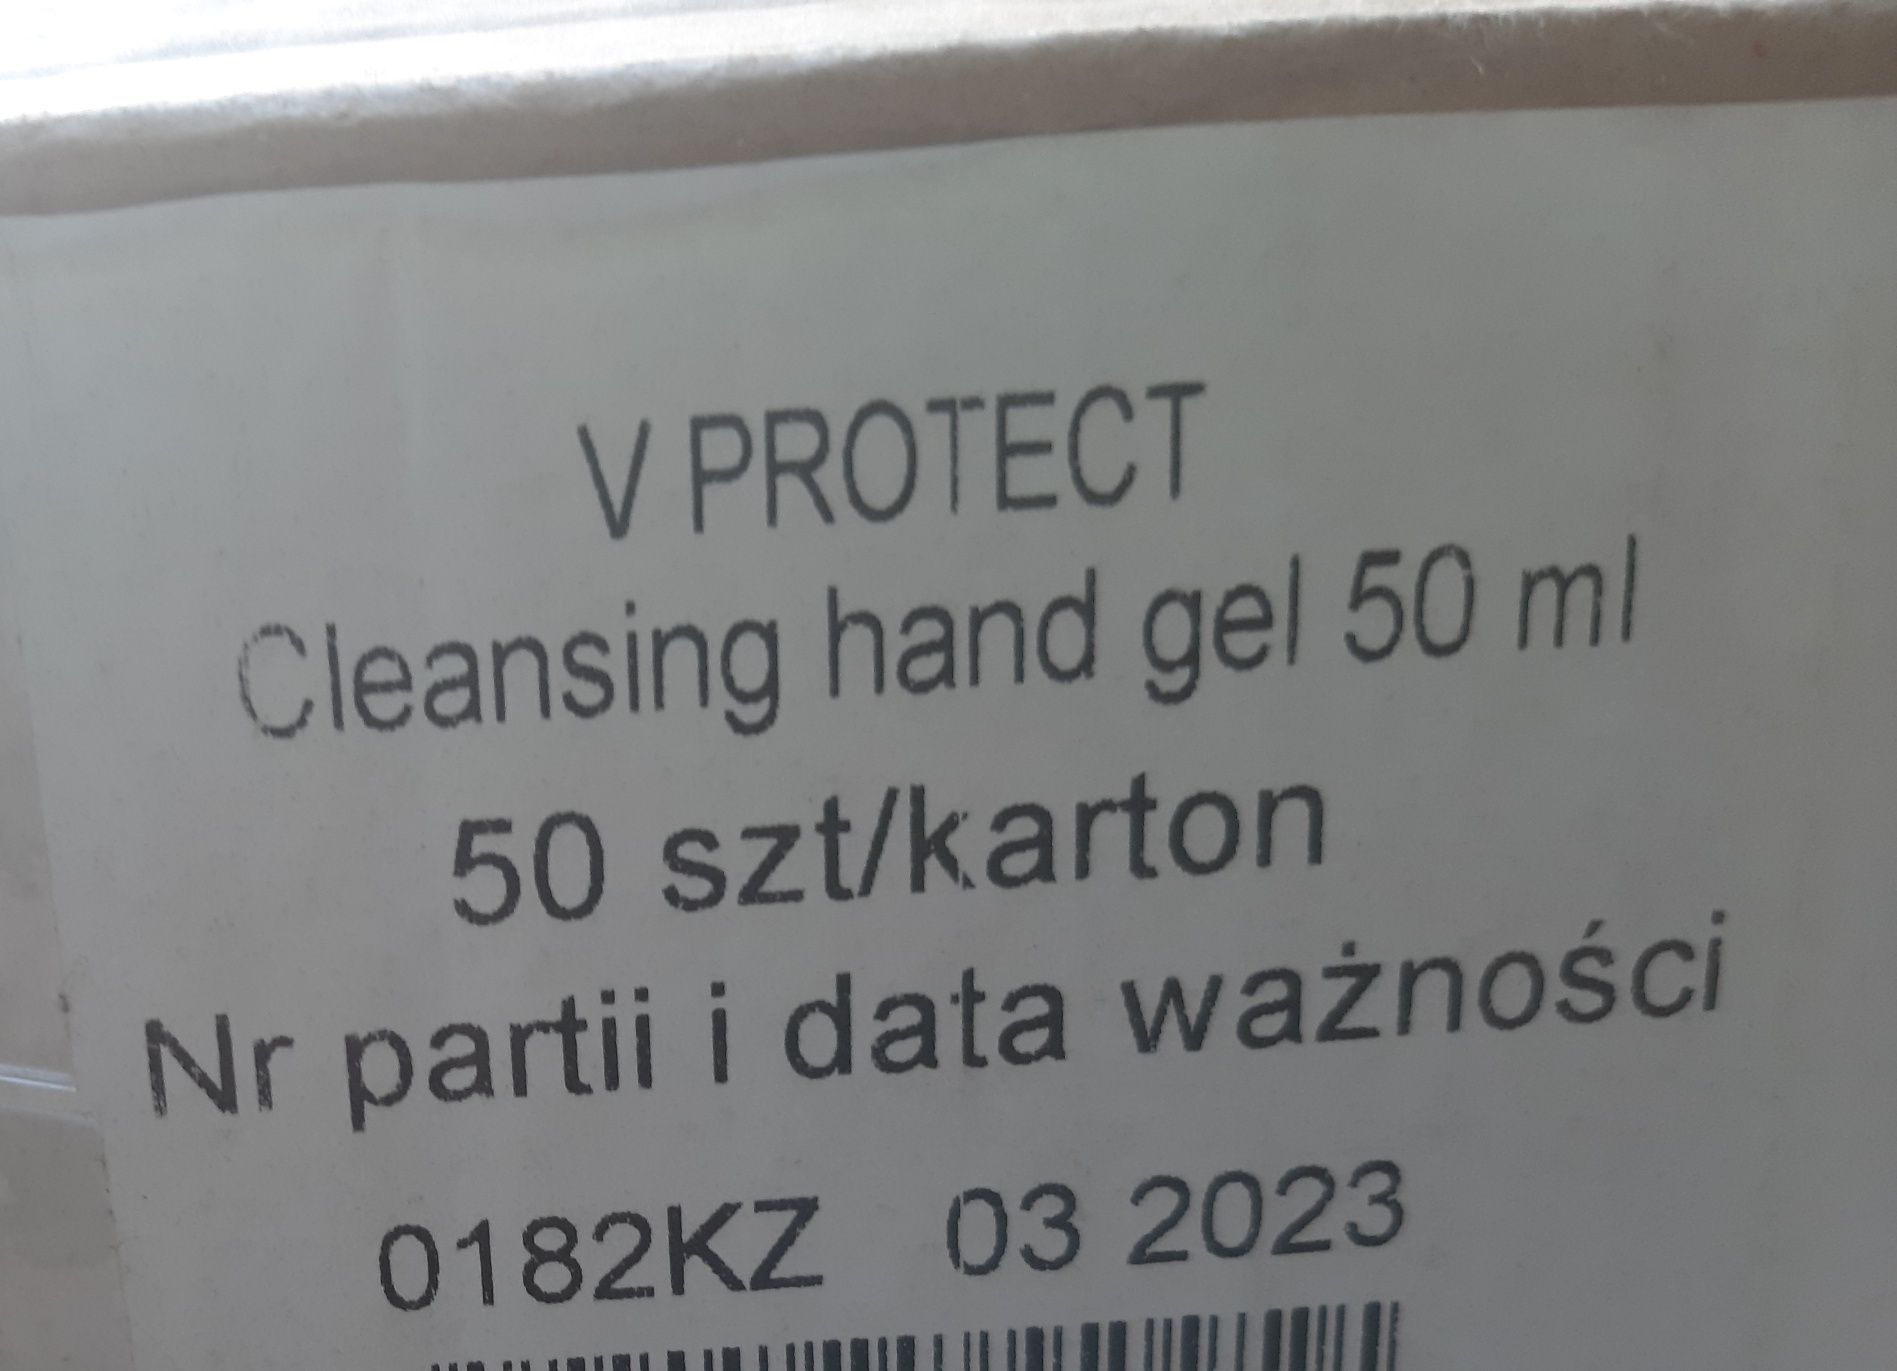 V PROTECT
Cleansing hand gel 50 ml
50 szt/karton
Nr partii i data ważności
0182KZ 03 2023